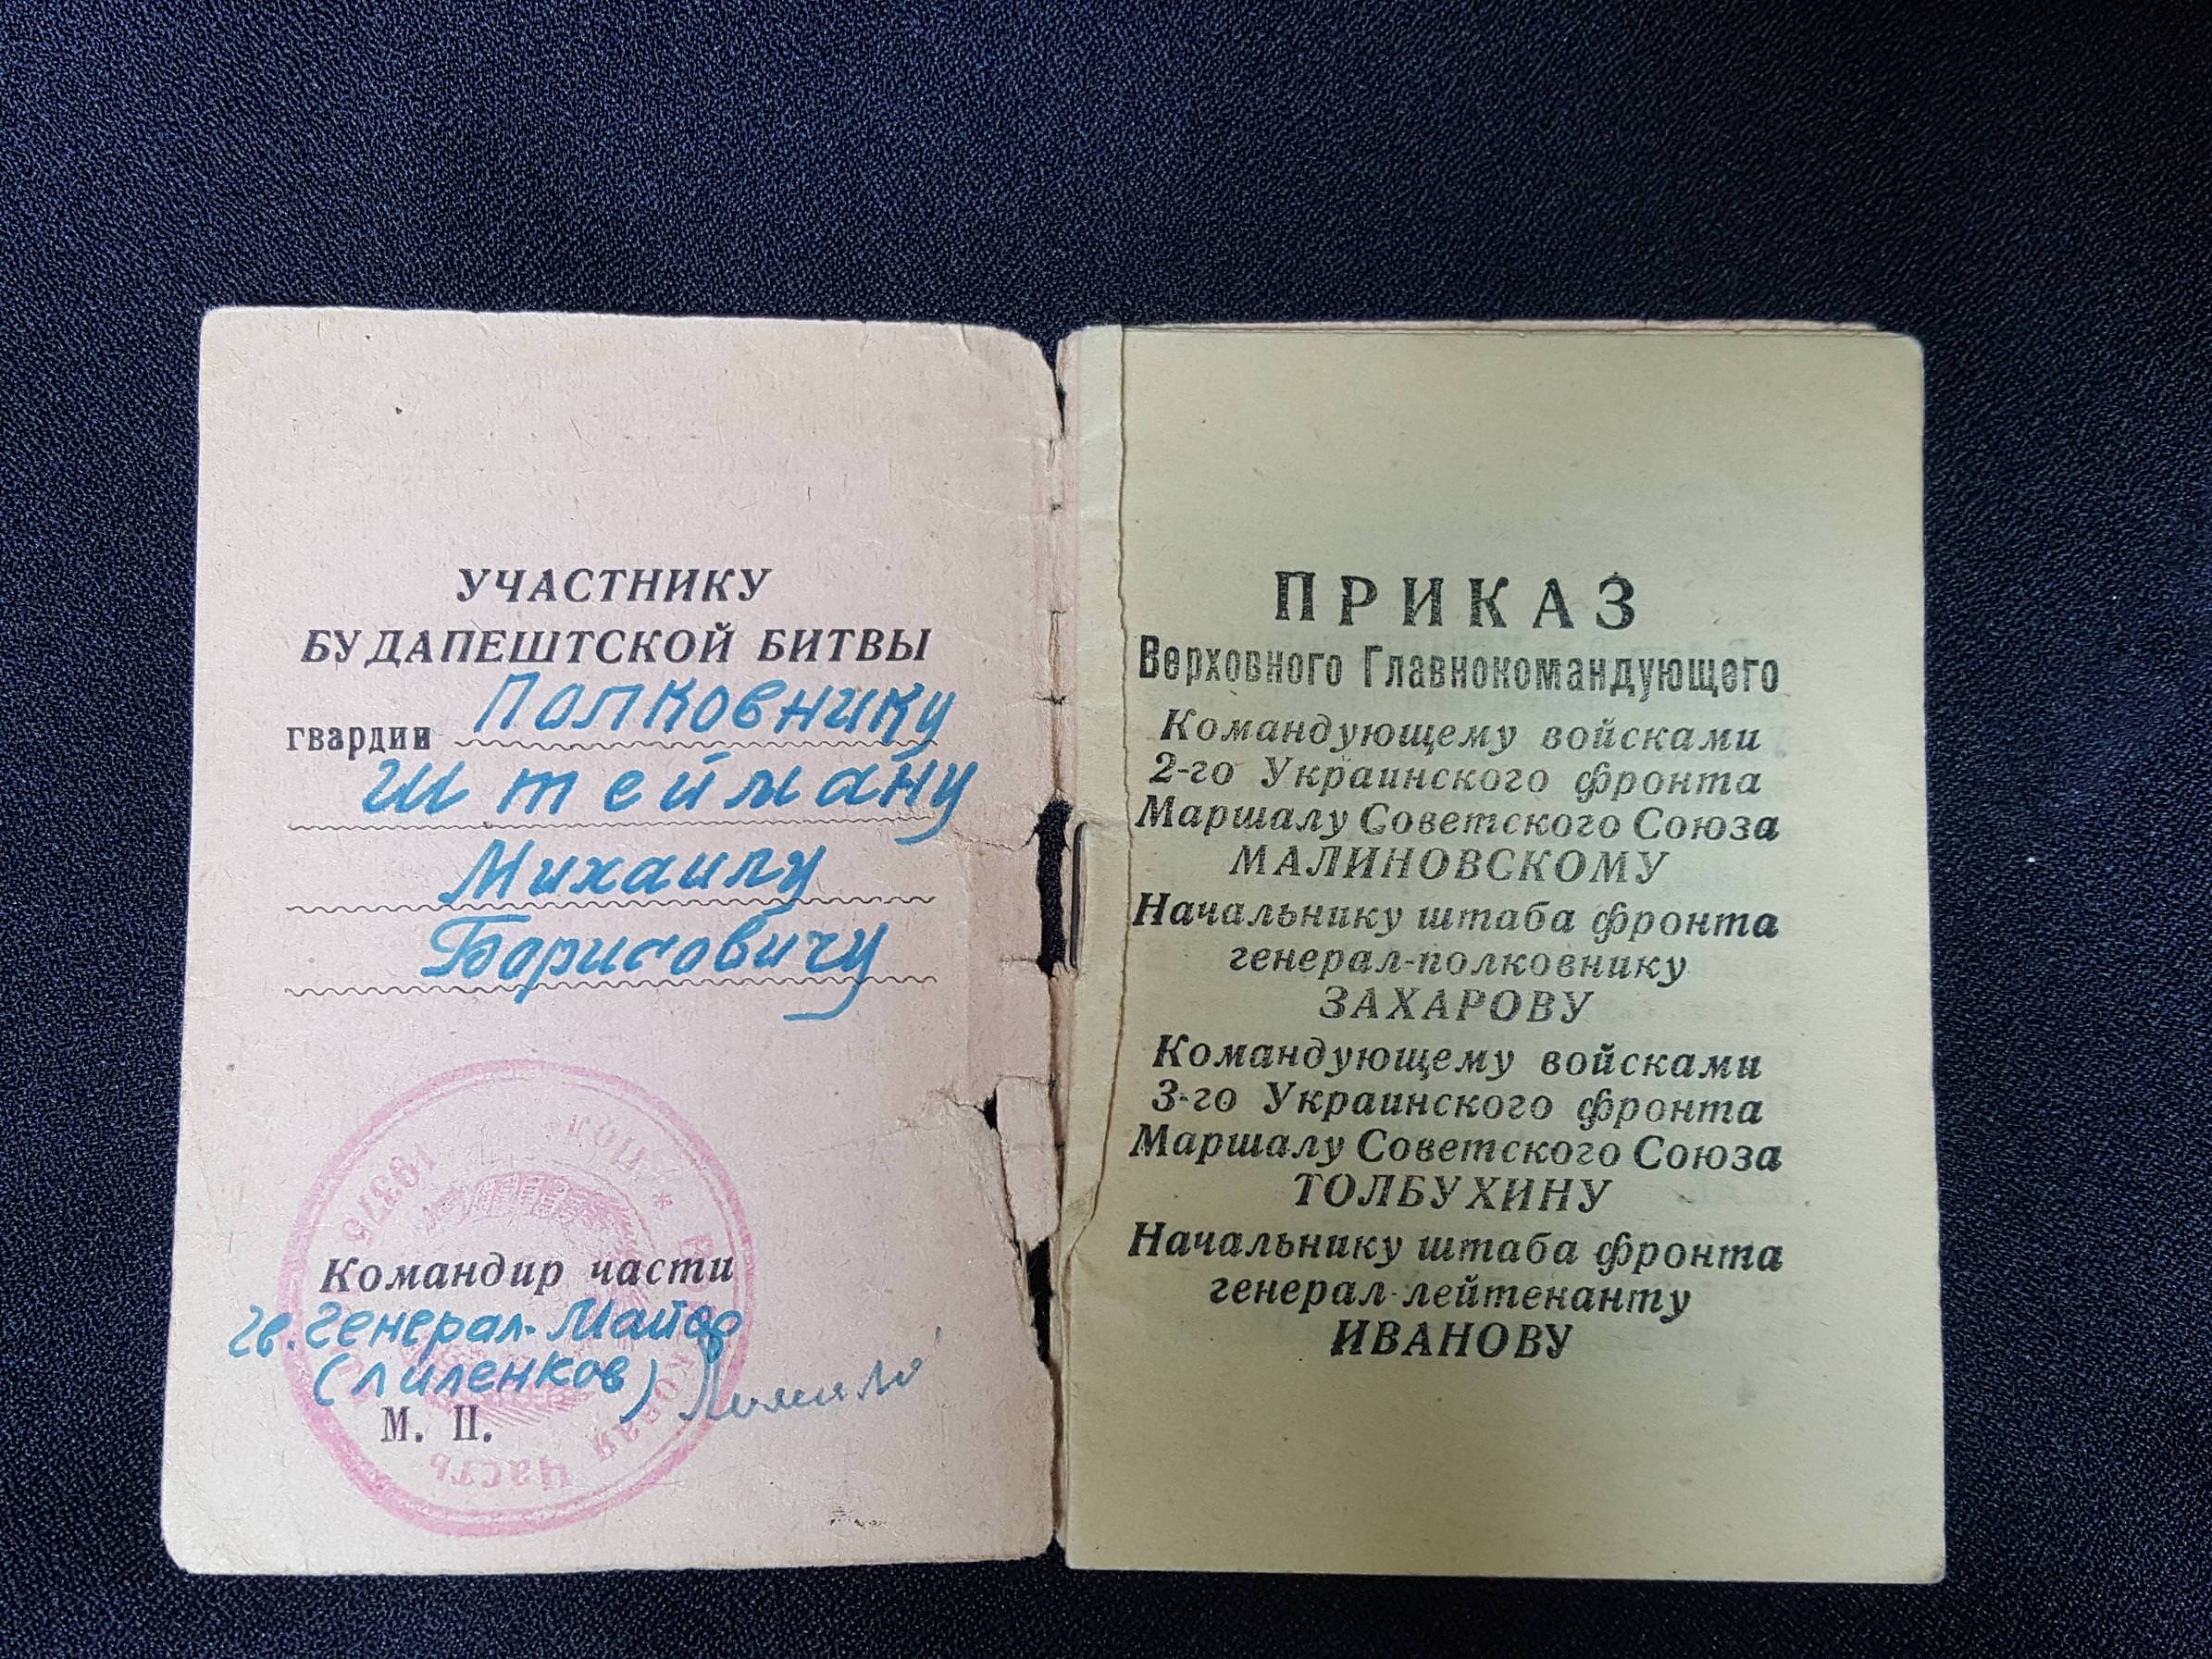 УЧАСТНИКУ
БУДАПЕШТСКОЙ БИТВЫ
гвардии Полковнику
Штейману
Михаилу
Борисовичу
19375
Командир части
гв. генерал-Майор
(Лиленков)
М. П.
Часть
ПРИКАЗ
Верховного Главнокомандующего
Командующему войсками
2-го Украинского фронта
Маршалу Советского Союза
МАЛИНОВСКОМУ
Начальнику штаба фронта
генерал-полковнику
ЗАХАРОВУ
Командующему войсками
3-го Украинского фронта
Маршалу Советского Союза
ТОЛБУХИНУ
Начальнику штаба фронта
генерал-лейтенанту
ИВАНОВУ